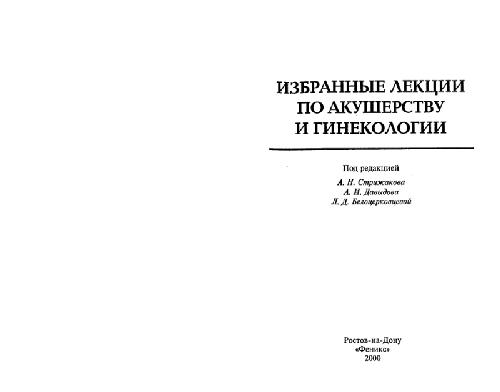 ИЗБРАННЫЕ ЛЕКЦИИ
ПО АКУШЕРСТВУ
И ГИНЕКОЛОГИИ
Под редакцией
А. Н. Стрижакова
А. И. Давыдова
Л. Д. Белоцерковцевой
Ростов-на-Дону
«Феникс»
2000